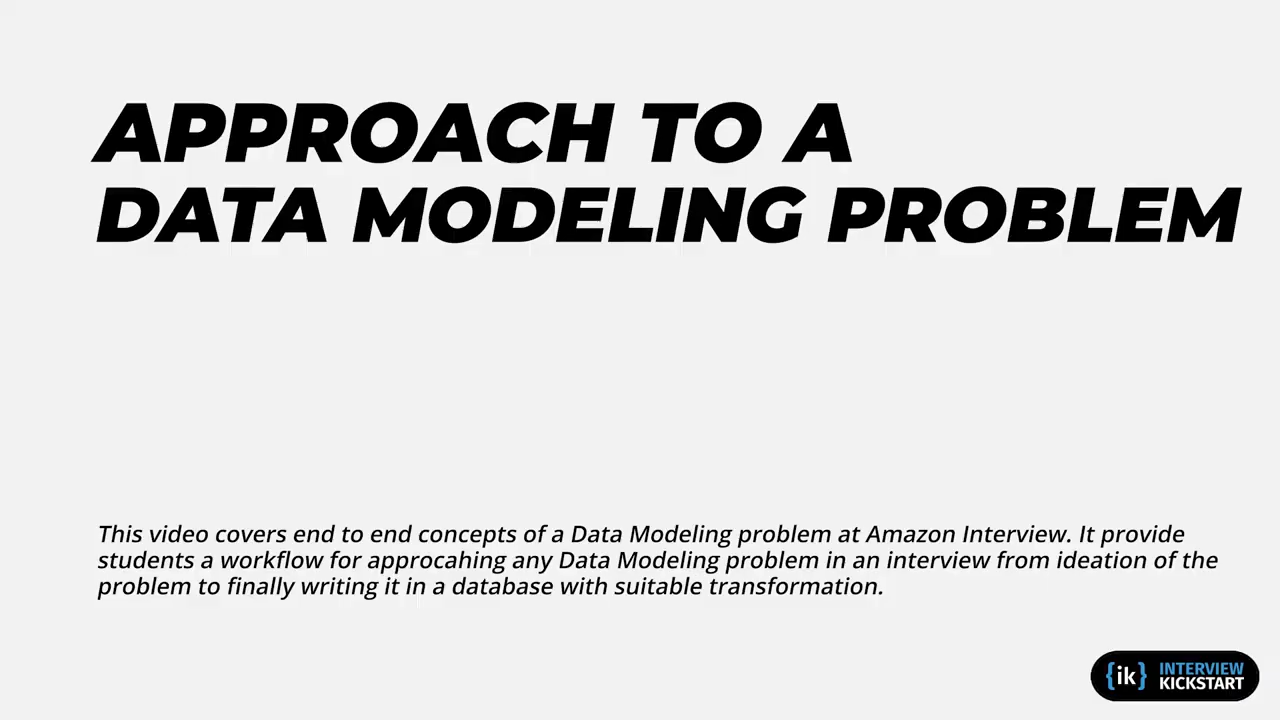 APPROACH TO A
DATA MODELING PROBLEM
This video covers end to end concepts of a Data Modeling problem at Amazon Interview. It provide
students a workflow for approcahing any Data Modeling problem in an interview from ideation of the
problem to finally writing it in a database with suitable transformation.
{ik} INTERVIEW
KICKSTART